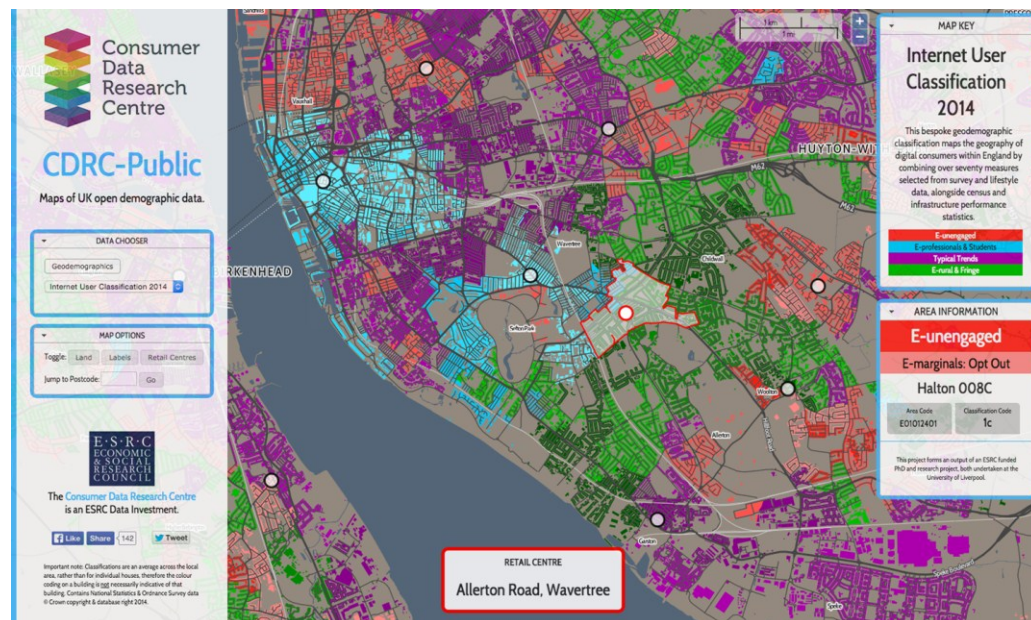 Consumer
Data
Research
Centre
CDRC-Public
Maps of UK open demographic data.
DATA CHOOSER
Geodemographics
Internet User Classification 2014
MAP OPTIONS
Toggle:
Land
Labels
Retail Centres
Jump to Postcode:
Go
E·S·R·C
ECONOMIC
& SOCIAL
RESEARCH
COUNCIL
The Consumer Data Research Centre
is an ESRC Data Investment.
Like
Share
142
Tweet
Important note: Classifications are an average across the local
area, rather than for individual houses, therefore the colour
coding on a building is not necessarily indicative of that
building. Contains National Statistics & Ordnance Survey data
© Crown copyright & database right 2014.
Vauxhall
BIRKENHEAD
Wavertree
Childwall
Sefton Park
Woolton
Allerton
Garston
Speke
Speke Boulevard
M62
1 km
1 mi
+
−
RETAIL CENTRE
Allerton Road, Wavertree
MAP KEY
Internet User
Classification
2014
This bespoke geodemographic
classification maps the geography of
digital consumers within England by
combining over seventy measures
selected from survey and lifestyle
data, alongside census and
infrastructure performance
statistics.
E-unengaged
E-professionals & Students
Typical Trends
E-rural & Fringe
AREA INFORMATION
E-unengaged
E-marginals: Opt Out
Halton 008C
Area Code
E01012401
Classification Code
1c
This project forms an output of an ESRC funded
PhD and research project, both undertaken at the
University of Liverpool.